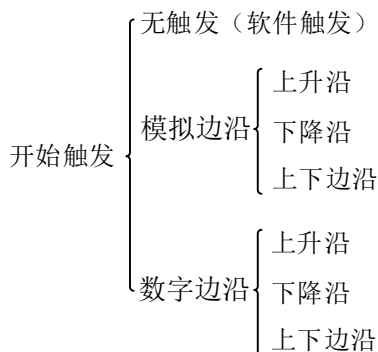 无触发（软件触发）
上升沿
模拟边沿
下降沿
开始触发
上下边沿
上升沿
数字边沿
下降沿
上下边沿